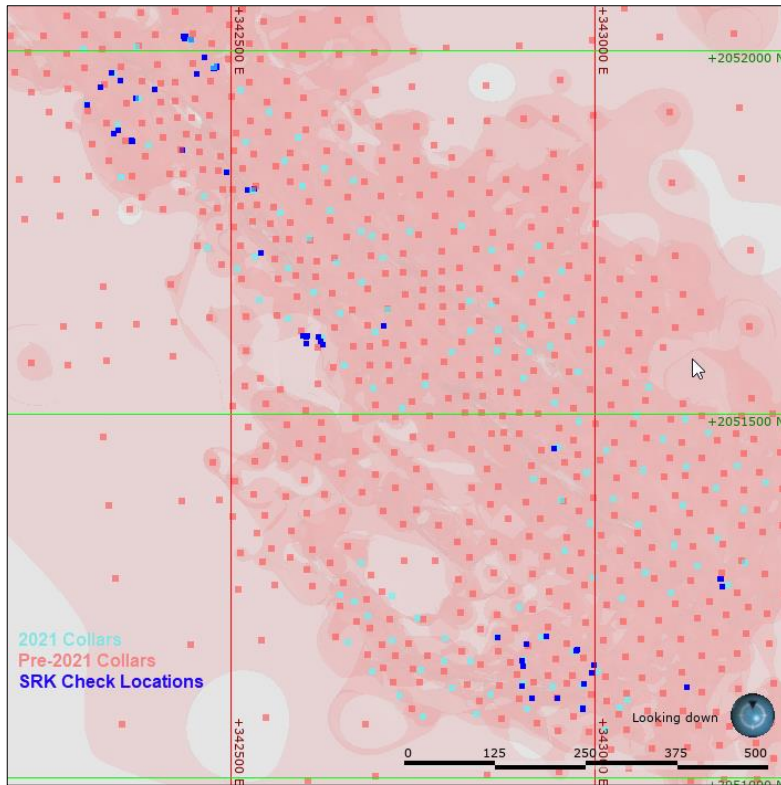 +342500 E
+343000 E
+2052000 N
+2051500 N
2021 Collars
Pre-2021 Collars
SRK Check Locations
Looking down
0 125 250 375 500
+342500 E
+343000 E
+2051000 N